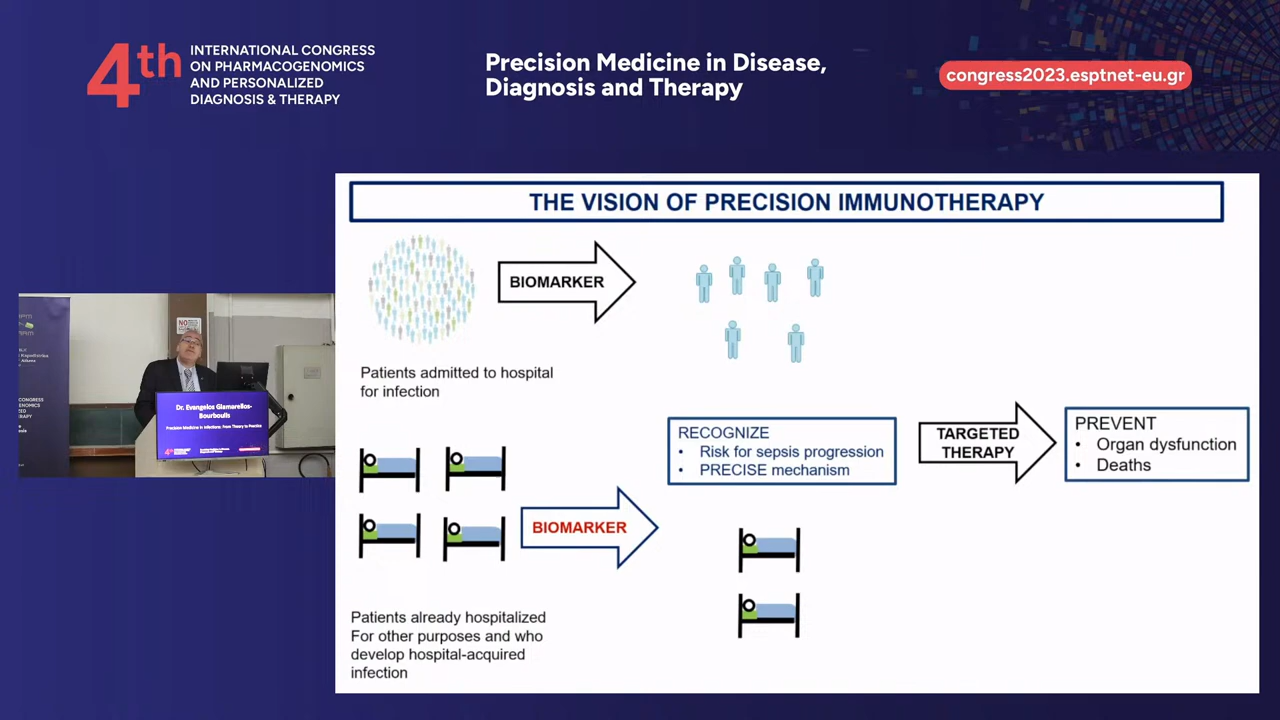 4th
INTERNATIONAL CONGRESS
ON PHARMACOGENOMICS
AND PERSONALIZED
DIAGNOSIS & THERAPY
Precision Medicine in Disease,
Diagnosis and Therapy
congress2023.esptnet-eu.gr
THE VISION OF PRECISION IMMUNOTHERAPY
BIOMARKER
Patients admitted to hospital
for infection
RECOGNIZE
• Risk for sepsis progression
• PRECISE mechanism
TARGETED
THERAPY
PREVENT
• Organ dysfunction
• Deaths
BIOMARKER
Patients already hospitalized
For other purposes and who
develop hospital-acquired
infection
NO
Dr. Evangelos Giamarellos-
Bourboulis
Precision Medicine in Infections: From Theory to Practice